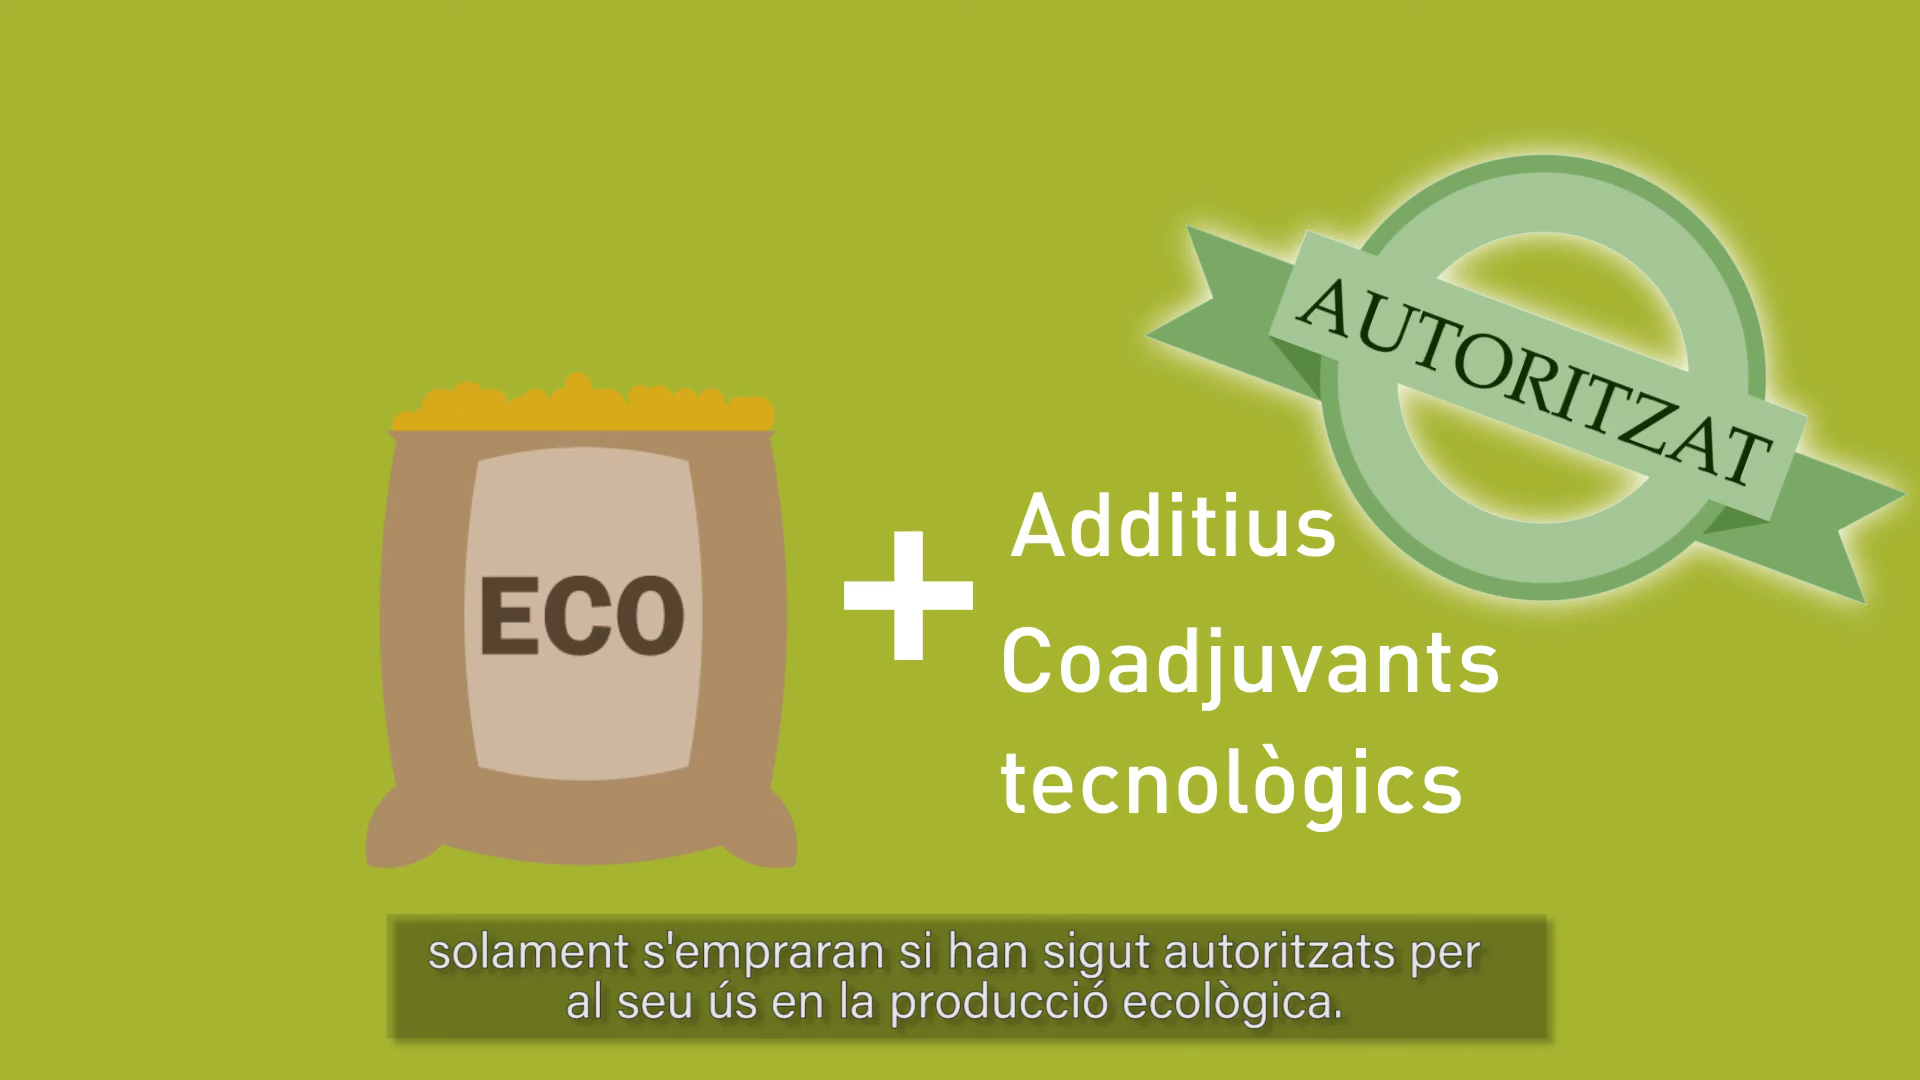 AUTORITZAT
ECO
+
Additius
Coadjuvants
tecnològics
solament s'empraran si han sigut autoritzats per
al seu ús en la producció ecològica.